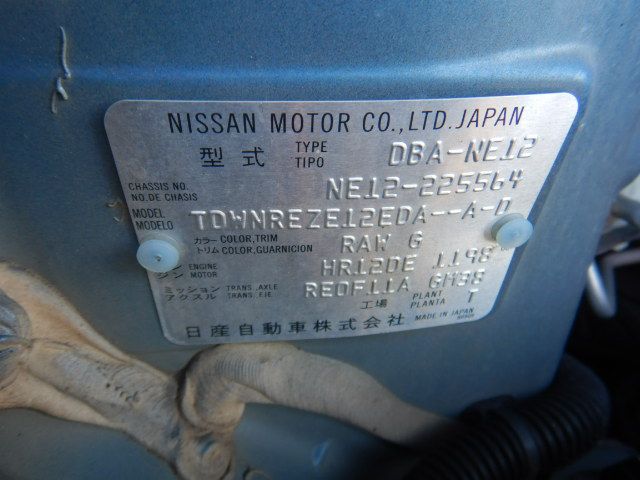 NISSAN MOTOR CO.,LTD.JAPAN
型式 TYPE TIPO DBA-NE12
CHASSIS NO. NO.DE CHASIS NE12-225564
MODEL MODELO TDWNREZE12EDA--A-D
カラー COLOR,TRIM トリム COLOR,GUARNICION RAW G
ENGINE MOTOR HR12DE 1198
ミッション TRANS.,AXLE アクスル TRANS.,EJE RE0F11A GM38
工場 PLANT PLANTA T
日産自動車株式会社 MADE IN JAPAN